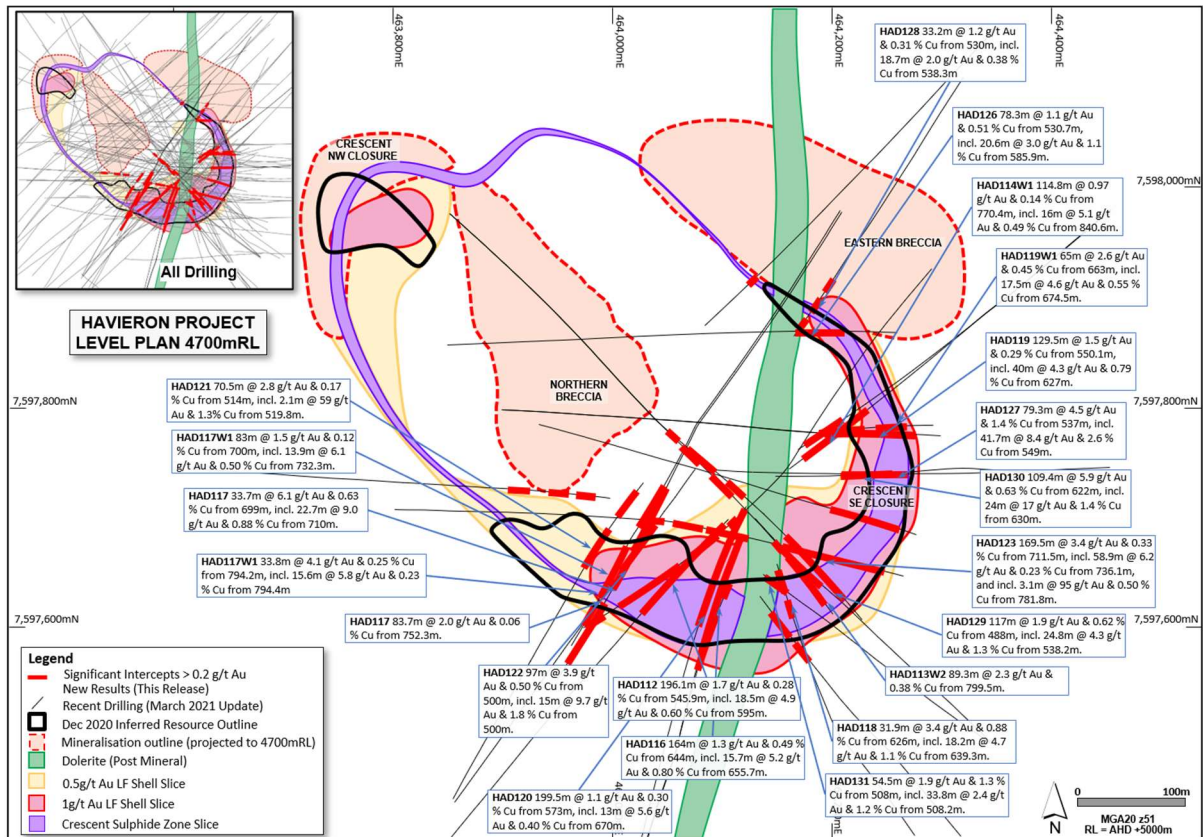 463,800mE
464,000mE
464,200mE
464,400mE
All Drilling
HAVIERON PROJECT
LEVEL PLAN 4700mRL
7,598,000mN
7,597,800mN
7,597,800mN
7,597,600mN
7,597,600mN
CRESCENT
NW CLOSURE
NORTHERN
BRECCIA
EASTERN BRECCIA
CRESCENT
SE CLOSURE
HAD128 33.2m @ 1.2 g/t Au
& 0.31 % Cu from 530m, incl.
18.7m @ 2.0 g/t Au & 0.38 %
Cu from 538.3m
HAD126 78.3m @ 1.1 g/t Au
& 0.51 % Cu from 530.7m,
incl. 20.6m @ 3.0 g/t Au & 1.1
% Cu from 585.9m.
HAD114W1 114.8m @ 0.97
g/t Au & 0.14 % Cu from
770.4m, incl. 16m @ 5.1 g/t
Au & 0.49 % Cu from 840.6m.
HAD119W1 65m @ 2.6 g/t Au &
0.45 % Cu from 663m, incl.
17.5m @ 4.6 g/t Au & 0.55 %
Cu from 674.5m.
HAD119 129.5m @ 1.5 g/t Au &
0.29 % Cu from 550.1m,
incl. 40m @ 4.3 g/t Au & 0.79
% Cu from 627m.
HAD127 79.3m @ 4.5 g/t Au
& 1.4 % Cu from 537m, incl.
41.7m @ 8.4 g/t Au & 2.6 %
Cu from 549m.
HAD130 109.4m @ 5.9 g/t Au
& 0.63 % Cu from 622m, incl.
24m @ 17 g/t Au & 1.4 % Cu
from 630m.
HAD123 169.5m @ 3.4 g/t Au & 0.33
% Cu from 711.5m, incl. 58.9m @ 6.2
g/t Au & 0.23 % Cu from 736.1m,
and incl. 3.1m @ 95 g/t Au & 0.50 %
Cu from 781.8m.
HAD129 117m @ 1.9 g/t Au & 0.62 %
Cu from 488m, incl. 24.8m @ 4.3 g/t
Au & 1.3 % Cu from 538.2m.
HAD113W2 89.3m @ 2.3 g/t Au &
0.38 % Cu from 799.5m.
HAD121 70.5m @ 2.8 g/t Au & 0.17
% Cu from 514m, incl. 2.1m @ 59 g/t
Au & 1.3% Cu from 519.8m.
HAD117W1 83m @ 1.5 g/t Au & 0.12
% Cu from 700m, incl. 13.9m @ 6.1
g/t Au & 0.50 % Cu 732.3m.
HAD117 33.7m @ 6.1 g/t Au & 0.63
% Cu from 699m, incl. 22.7m @ 9.0
g/t Au & 0.88 % Cu from 710m.
HAD117W1 33.8m @ 4.1 g/t Au & 0.25 % Cu
from 794.2m, incl. 15.6m @ 5.8 g/t Au & 0.23
% Cu from 794.4m
HAD117 83.7m @ 2.0 g/t Au & 0.06
% Cu from 752.3m.
HAD122 97m @ 3.9 g/t
Au & 0.50 % Cu from
500m, incl. 15m @ 9.7 g/t
Au & 1.8 % Cu from
500m.
HAD112 196.1m @ 1.7 g/t Au & 0.28
% Cu from 545.9m, incl. 18.5m @ 4.9
g/t Au & 0.60 % Cu from 595m.
HAD116 164m @ 1.3 g/t Au & 0.49 %
Cu from 644m, incl. 15.7m @ 5.2 g/t
Au & 0.80 % Cu from 655.7m.
HAD118 31.9m @ 3.4 g/t Au & 0.88
% Cu from 626m, incl. 18.2m @ 4.7
g/t Au & 1.1 % Cu from 639.3m.
HAD120 199.5m @ 1.1 g/t Au & 0.30
% Cu from 573m, incl. 13m @ 5.6 g/t
Au & 0.40 % Cu from 670m.
HAD131 54.5m @ 1.9 g/t Au & 1.3 %
Cu from 508m, incl. 33.8m @ 2.4 g/t
Au & 1.2 % Cu from 508.2m.
Legend
Significant Intercepts > 0.2 g/t Au
New Results (This Release)
Recent Drilling (March 2021 Update)
Dec 2020 Inferred Resource Outline
Mineralisation outline (projected to 4700mRL)
Dolerite (Post Mineral)
0.5g/t Au LF Shell Slice
1g/t Au LF Shell Slice
Crescent Sulphide Zone Slice
464,200mE
464,400mE
N
0 100m
MGA20 z51
RL = AHD +5000m